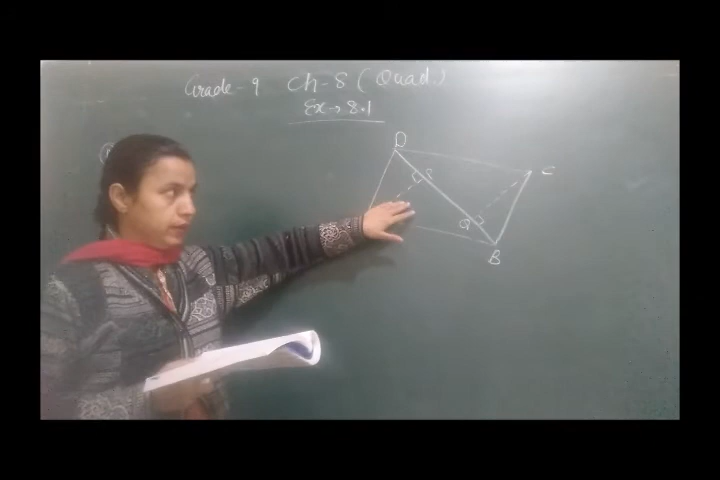 Grade-9 Ch-8 (Quad.)
Ex → 8.1
D
C
Q
B